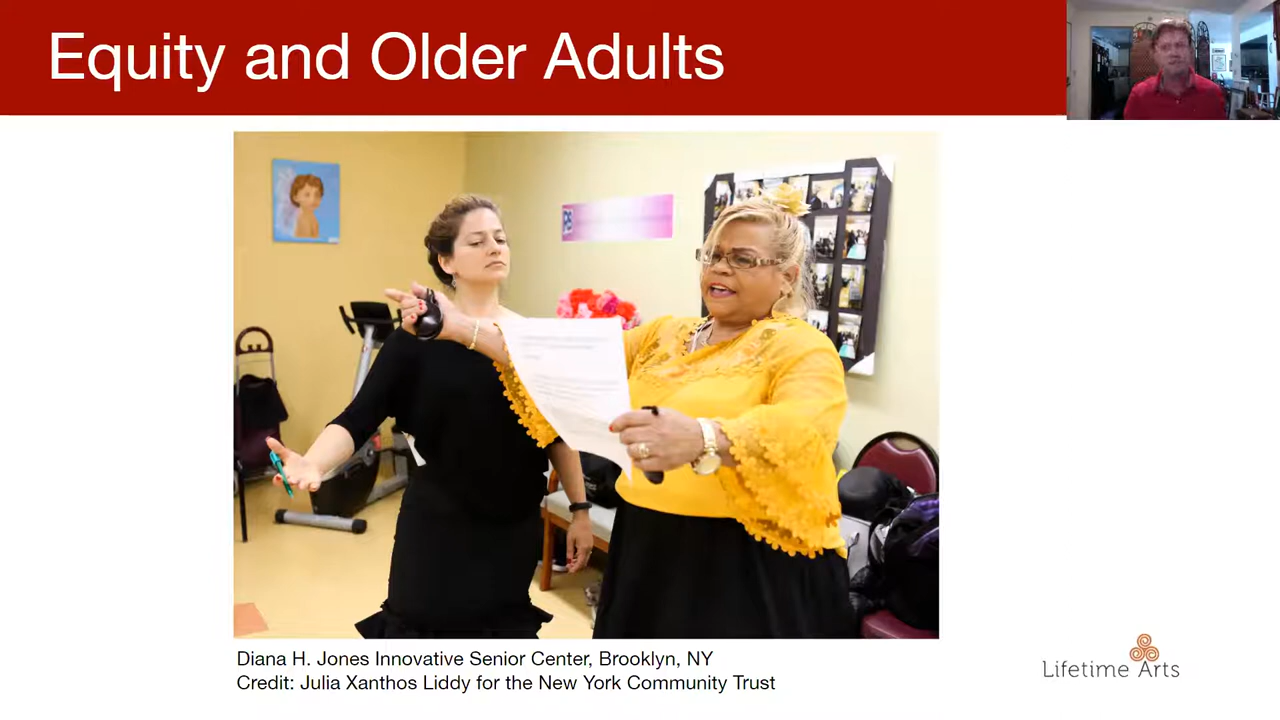 Equity and Older Adults
Diana H. Jones Innovative Senior Center, Brooklyn, NY
Credit: Julia Xanthos Liddy for the New York Community Trust
Lifetime Arts